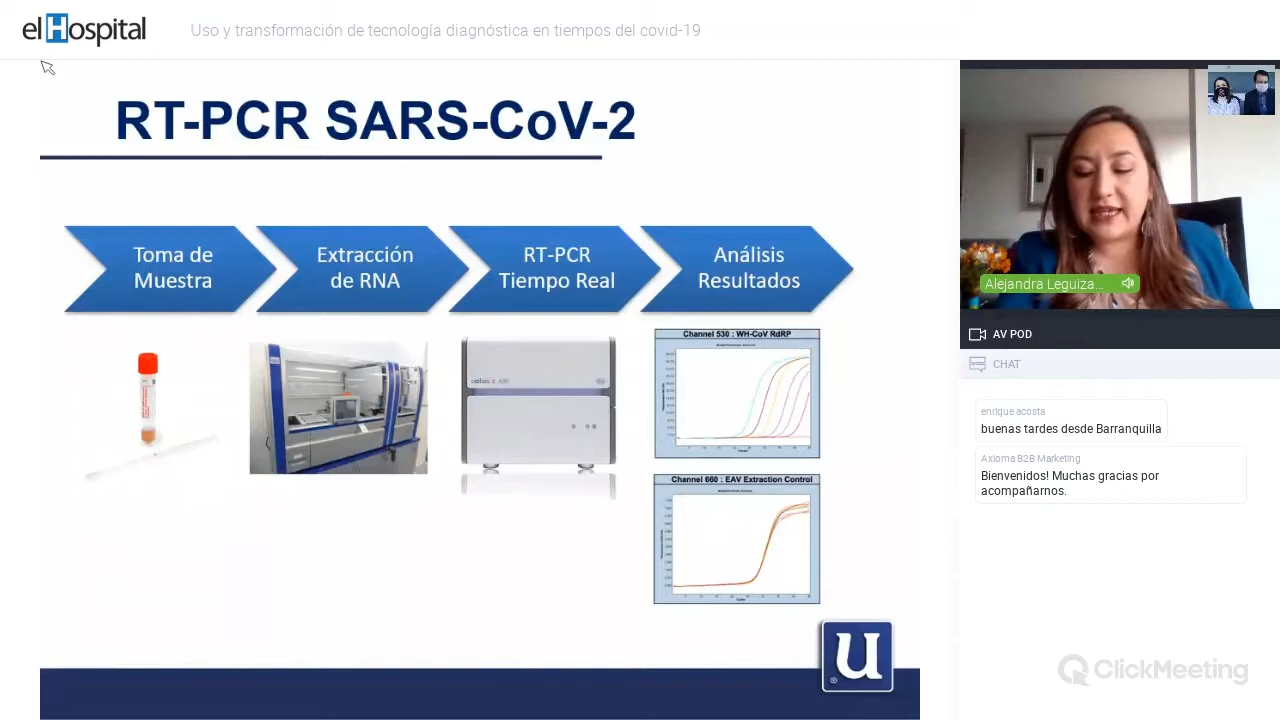 elHospital
Uso y transformación de tecnología diagnóstica en tiempos del covid-19
RT-PCR SARS-CoV-2
Toma de
Muestra
Extracción
de RNA
RT-PCR
Tiempo Real
Análisis
Resultados
Channel 530 : WH-CoV RdRP
Channel 660 : EAV Extraction Control
u
®
Alejandra Leguiza...
AV POD
CHAT
enrique acosta
buenas tardes desde Barranquilla
Axioma B2B Marketing
Bienvenidos! Muchas gracias por
acompañarnos.
ClickMeeting